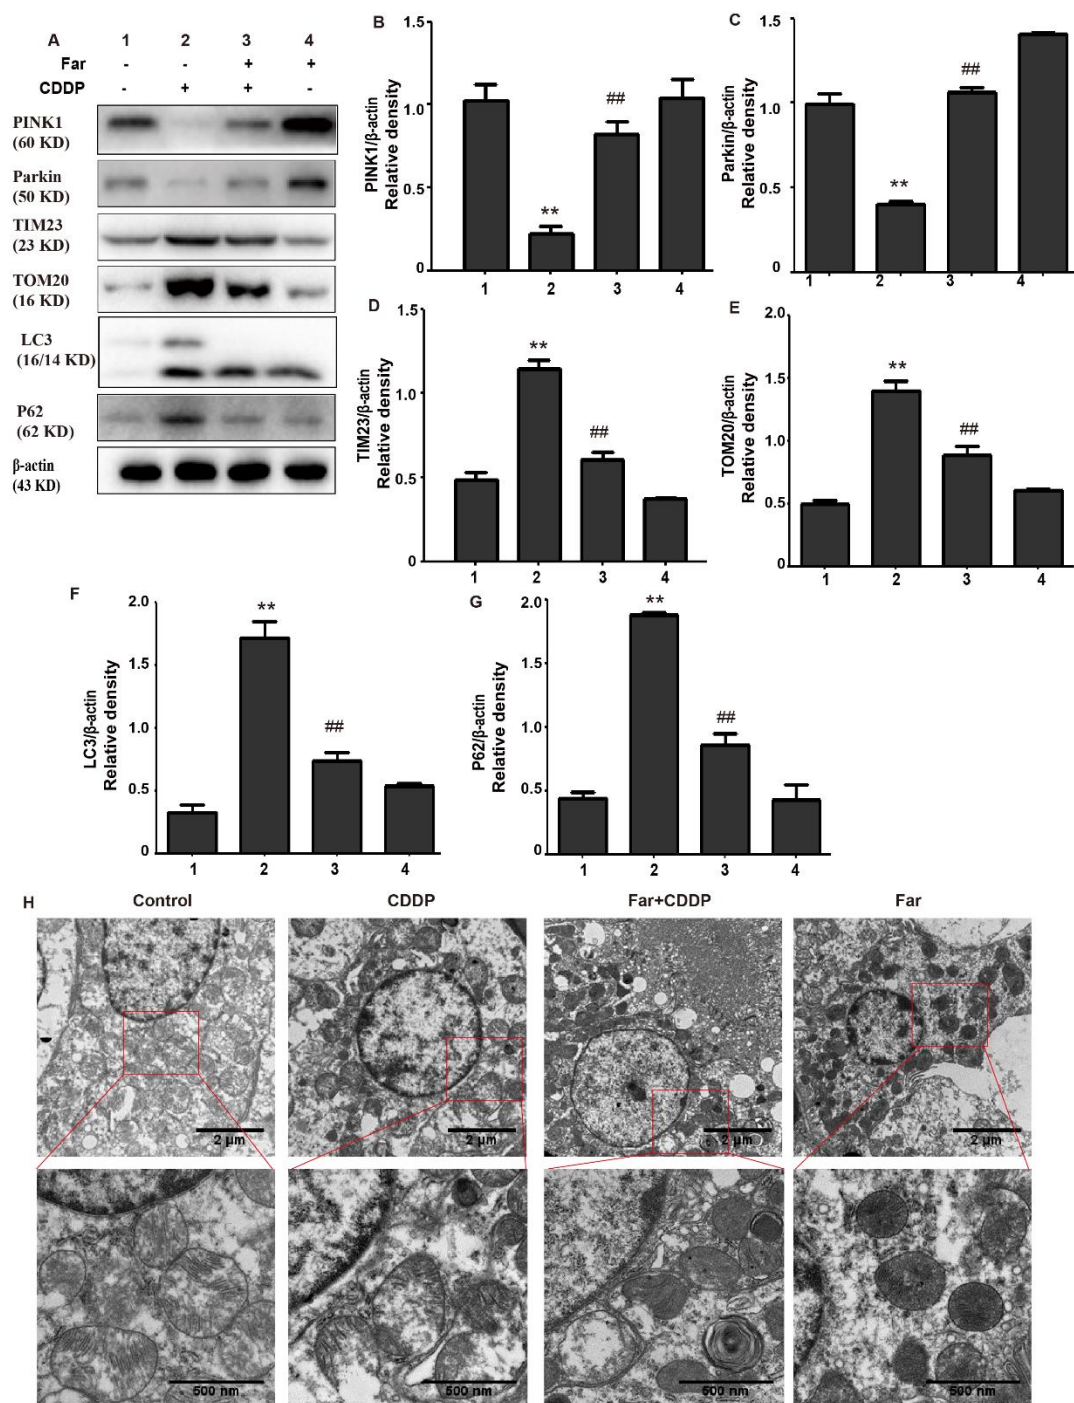 A 1 2 3 4
Far - - + +
CDDP - + + -
PINK1
(60 KD)
Parkin
(50 KD)
TIM23
(23 KD)
TOM20
(16 KD)
LC3
(16/14 KD)
P62
(62 KD)
β-actin
(43 KD)
B
PINK1/β-actin
Relative density
1.5
1.0
0.5
0
**
##
1 2 3 4
C
Parkin/β-actin
Relative density
1.5
1.0
1.5
0
**
##
1 2 3 4
D
TIM23/β-actin
Relative density
1.5
1.0
0.5
0
**
##
1 2 3 4
E
TOM20/β-actin
Relative density
2.0
1.5
1.0
0.5
0
**
##
1 2 3 4
F
LC3/β-actin
Relative density
2.0
1.5
1.0
0.5
0
**
##
1 2 3 4
G
P62/β-actin
Relative density
2.0
1.5
1.0
0.5
0
**
##
1 2 3 4
H Control CDDP Far+CDDP Far
2 μm 2 μm 2 μm 2 μm
500 nm 500 nm 500 nm 500 nm